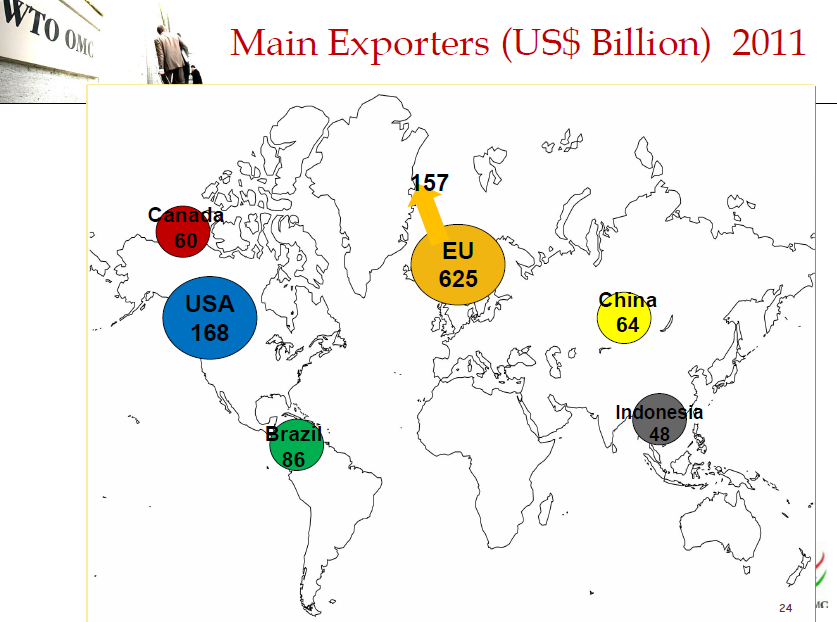 WTO OMC
Main Exporters (US$ Billion)  2011
157
Canada
60
EU
625
USA
168
China
64
Indonesia
48
Brazil
86
24